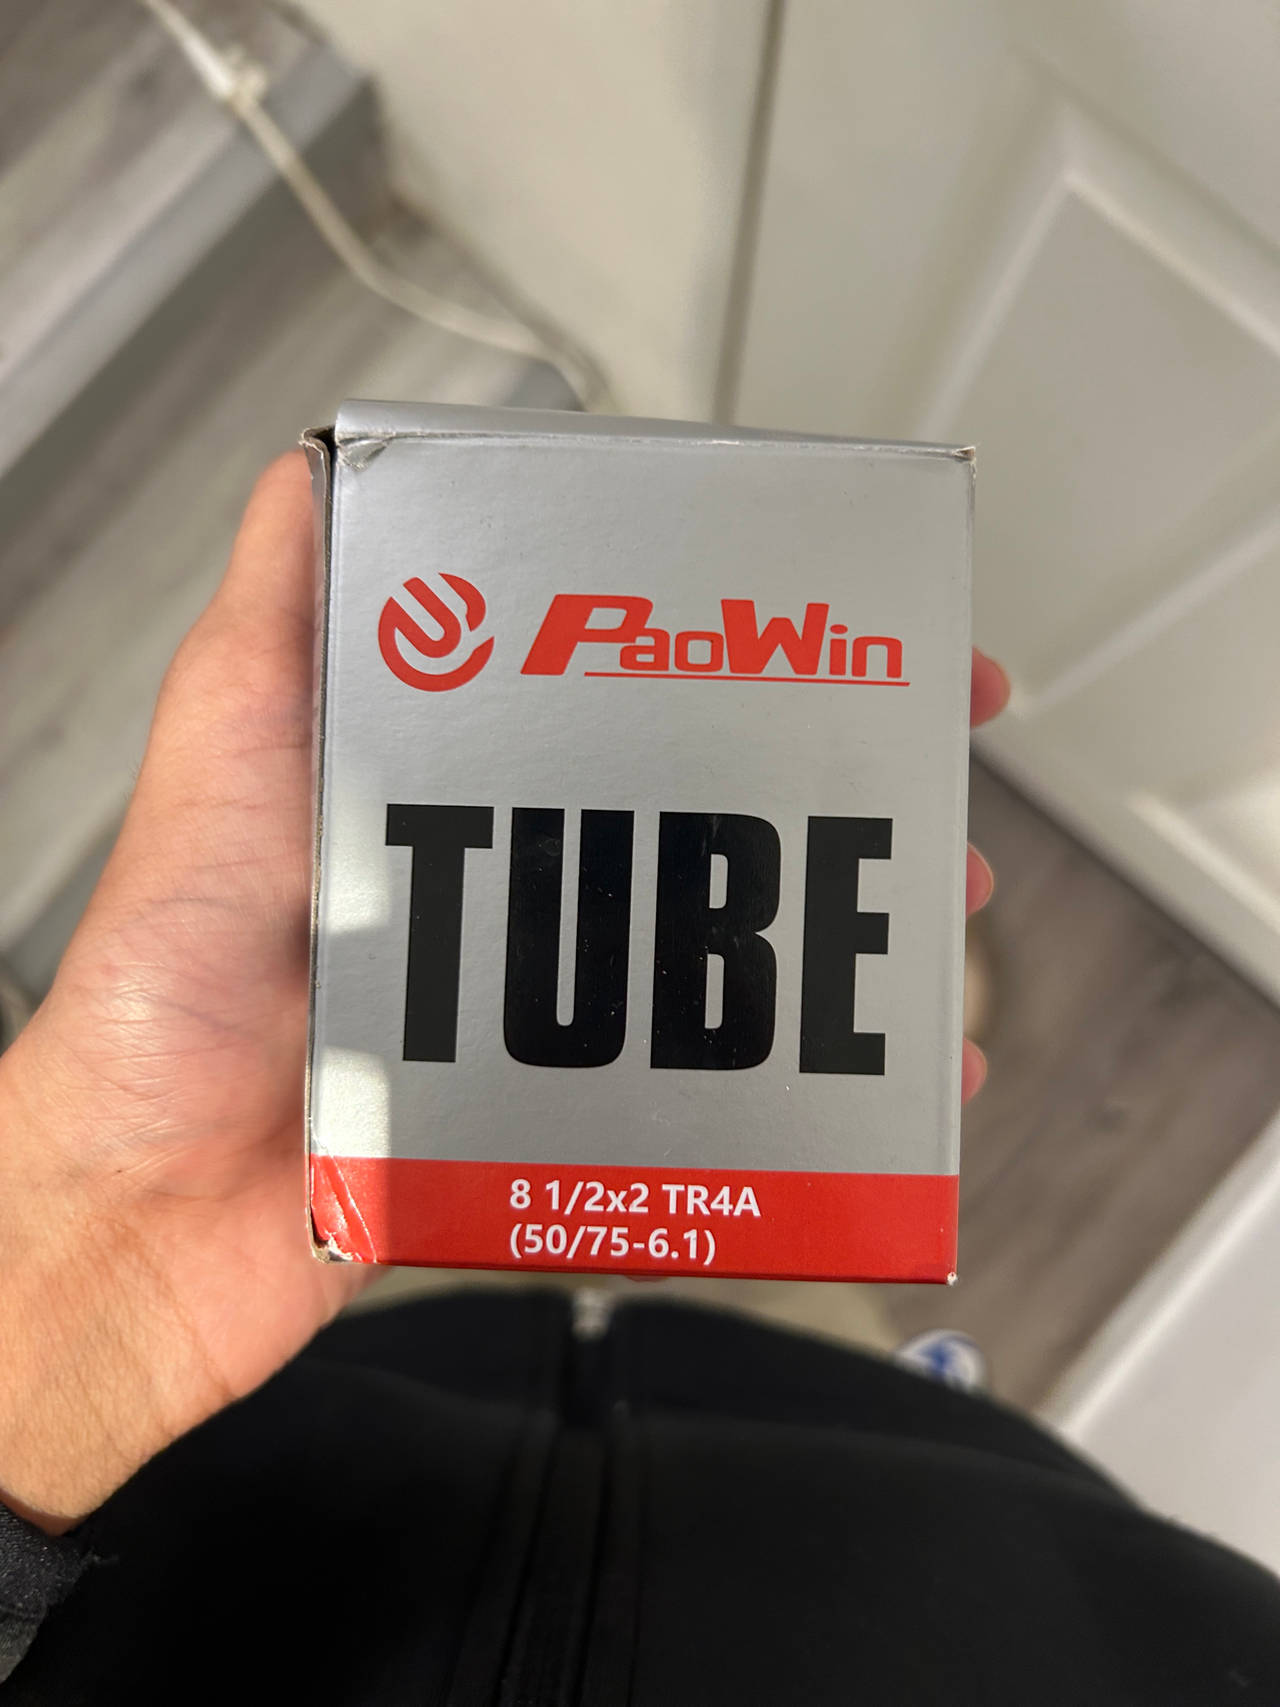 PaoWin
TUBE
8 1/2x2 TR4A
(50/75-6.1)